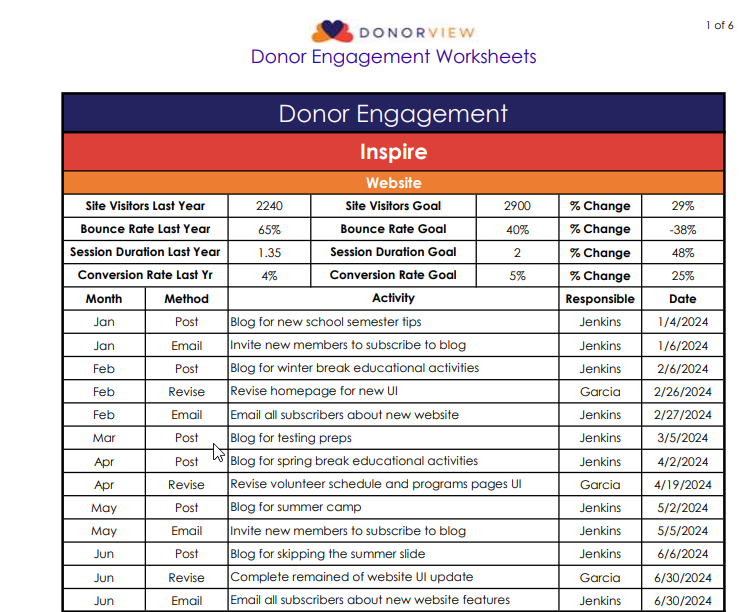 1 of 6
DONORVIEW
Donor Engagement Worksheets
Donor Engagement
Inspire
Website
Site Visitors Last Year 2240 Site Visitors Goal 2900 % Change 29%
Bounce Rate Last Year 65% Bounce Rate Goal 40% % Change -38%
Session Duration Last Year 1.35 Session Duration Goal 2 % Change 48%
Conversion Rate Last Yr 4% Conversion Rate Goal 5% % Change 25%
Month Method Activity Responsible Date
Jan Post Blog for new school semester tips Jenkins 1/4/2024
Jan Email Invite new members to subscribe to blog Jenkins 1/6/2024
Feb Post Blog for winter break educational activities Jenkins 2/6/2024
Feb Revise Revise homepage for new UI Garcia 2/26/2024
Feb Email Email all subscribers about new website Jenkins 2/27/2024
Mar Post Blog for testing preps Jenkins 3/5/2024
Apr Post Blog for spring break educational activities Jenkins 4/2/2024
Apr Revise Revise volunteer schedule and programs pages UI Garcia 4/19/2024
May Post Blog for summer camp Jenkins 5/2/2024
May Email Invite new members to subscribe to blog Jenkins 5/5/2024
Jun Post Blog for skipping the summer slide Jenkins 6/6/2024
Jun Revise Complete remained of website UI update Garcia 6/30/2024
Jun Email Email all subscribers about new website features Jenkins 6/30/2024